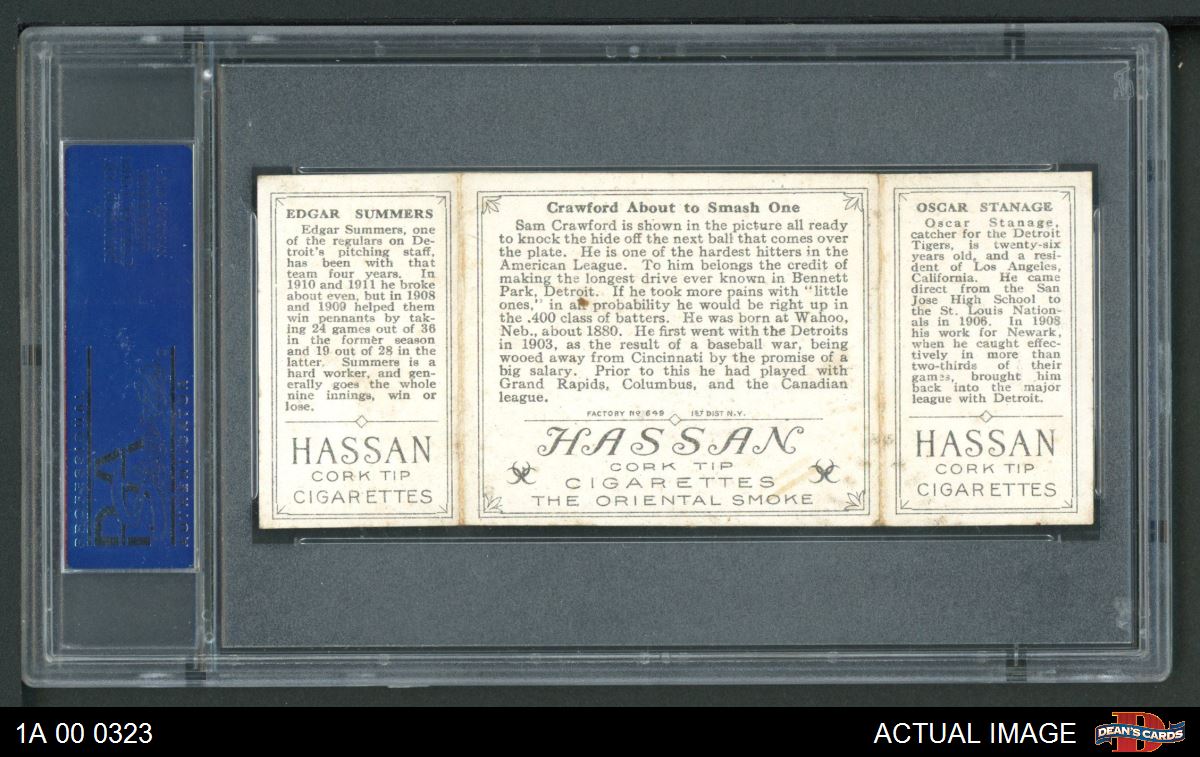 EDGAR SUMMERS
Edgar Summers, one
of the regulars on De-
troit's pitching staff,
has been with that
team four years. In
1910 and 1911 he broke
about even, but in 1908
and 1909 helped them
win pennants by tak-
ing 24 games out of 36
in the former season
and 19 out of 28 in the
latter. Summers is a
hard worker, and gen-
erally goes the whole
nine innings, win or
lose.
HASSAN
CORK TIP
CIGARETTES
Crawford About to Smash One
Sam Crawford is shown in the picture all ready
to knock the hide off the next ball that comes over
the plate. He is one of the hardest hitters in the
American League. To him belongs the credit of
making the longest drive ever known in Bennett
Park, Detroit. If he took more pains with "little
ones," in all probability he would be right up in
the .400 class of batters. He was born at Wahoo,
Neb., about 1880. He first went with the Detroits
in 1903, as the result of a baseball war, being
wooed away from Cincinnati by the promise of a
big salary. Prior to this he had played with
Grand Rapids, Columbus, and the Canadian
league.
FACTORY Nº 649 1ST DIST N.Y.
HASSAN
CORK TIP
CIGARETTES
THE ORIENTAL SMOKE
OSCAR STANAGE
Oscar Stanage,
catcher for the Detroit
Tigers, is twenty-six
years old, and a resi-
dent of Los Angeles,
California. He came
direct from the San
Jose High School to
the St. Louis Nation-
als in 1906. In 1908
his work for Newark,
when he caught effec-
tively in more than
two-thirds of their
games, brought him
back into the major
league with Detroit.
HASSAN
CORK TIP
CIGARETTES
PSA
1A 00 0323
ACTUAL IMAGE
DEAN'S CARDS